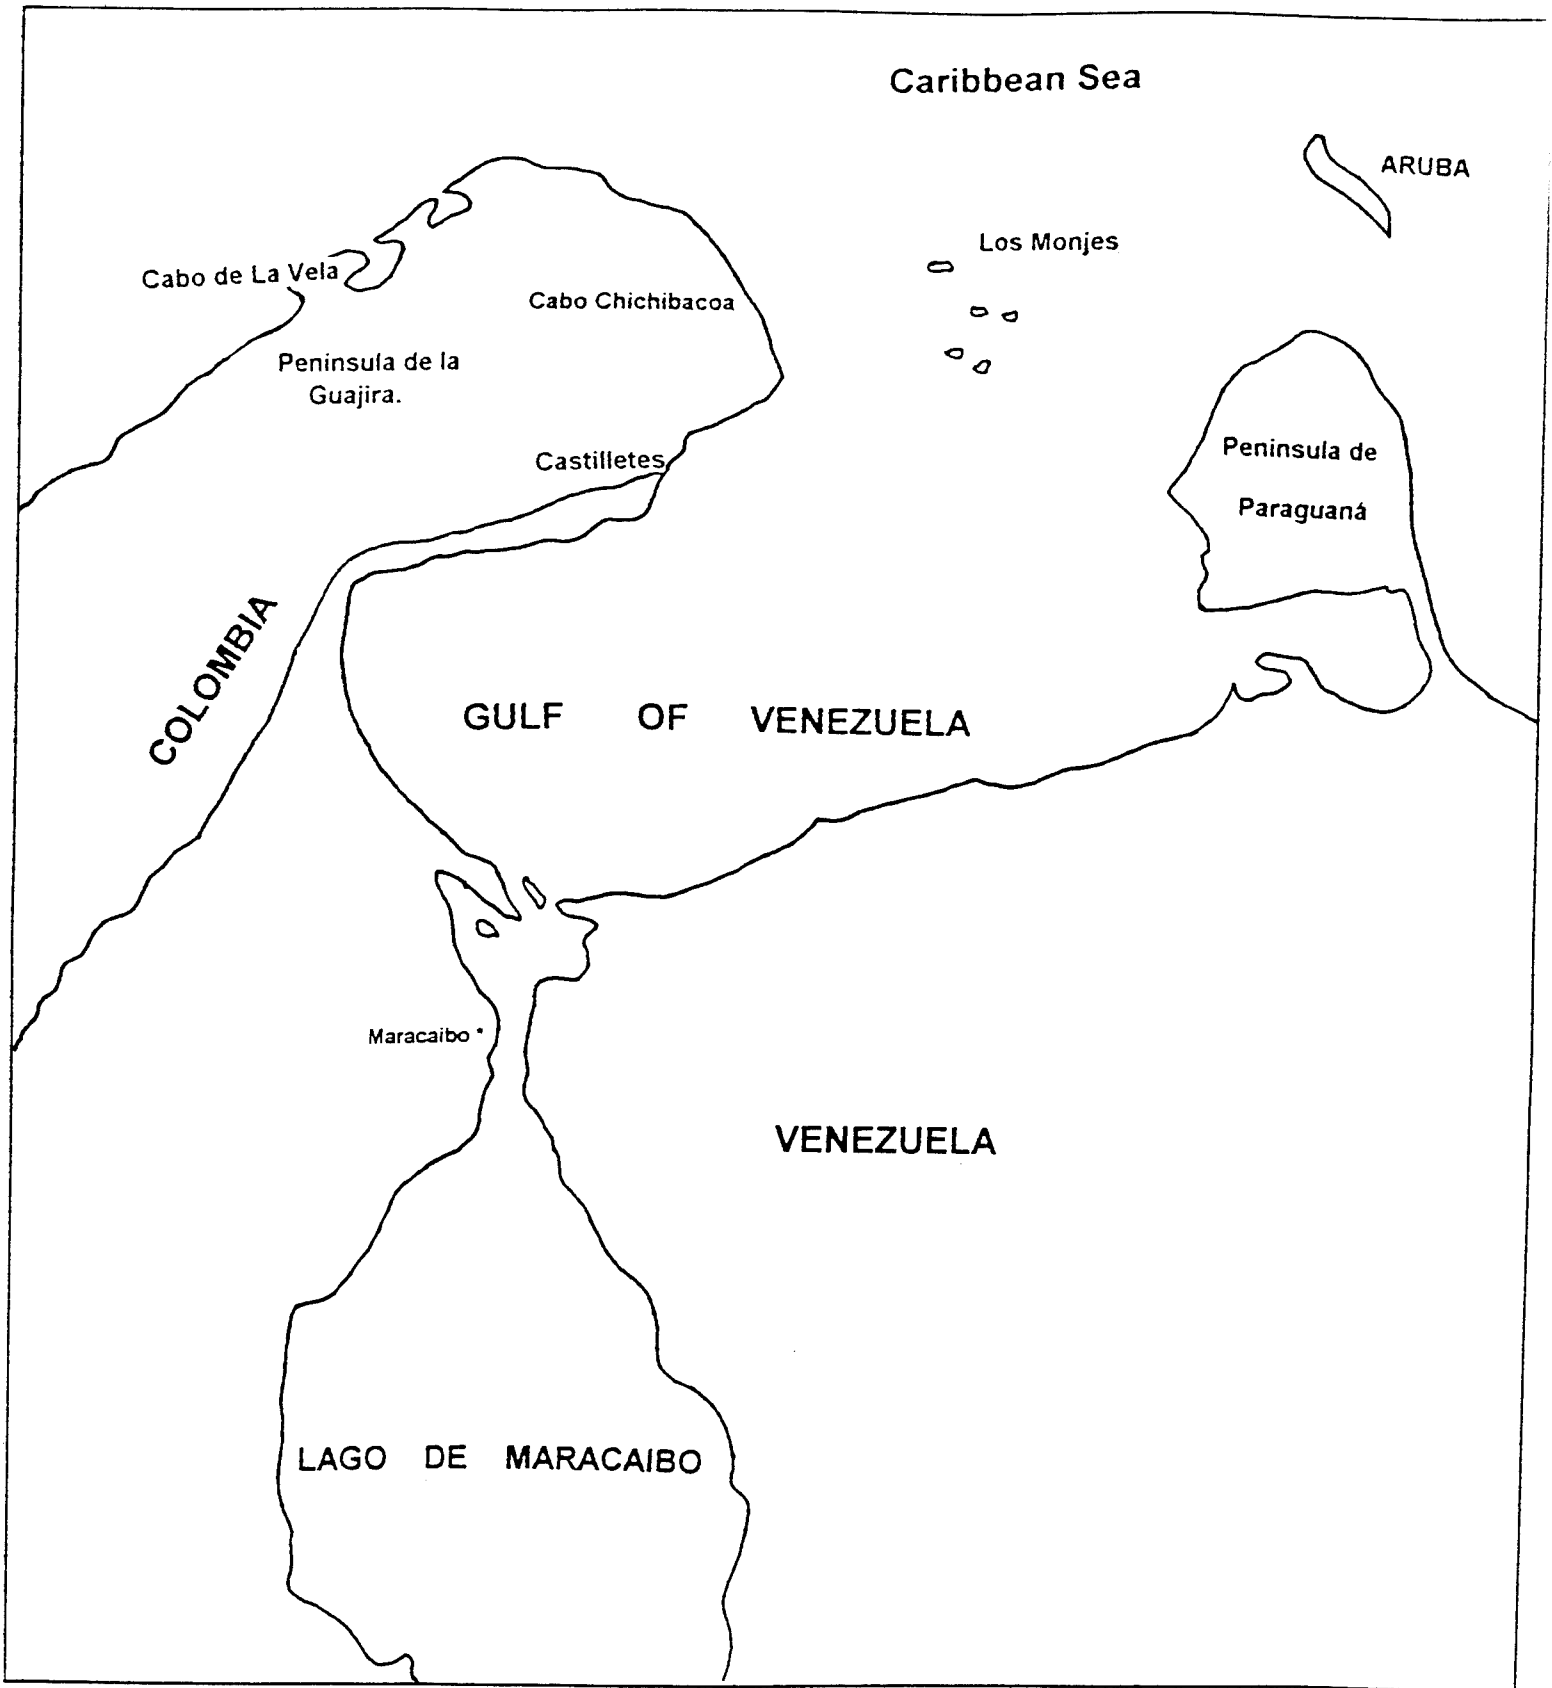 Caribbean Sea
ARUBA
Los Monjes
Cabo de La Vela
Cabo Chichibacoa
Peninsula de la
Guajira.
Peninsula de
Paraguaná
Castilletes
COLOMBIA
GULF OF VENEZUELA
Maracaibo
VENEZUELA
LAGO DE MARACAIBO